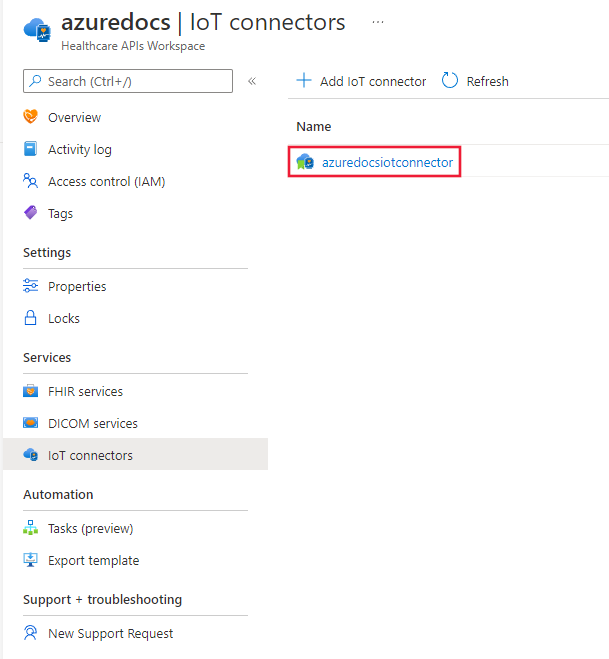 azuredocs | IoT connectors ...
Healthcare APIs Workspace
Search (Ctrl+/)
«
Add IoT connector
Refresh
Overview
Activity log
Access control (IAM)
Tags
Settings
Properties
Locks
Services
FHIR services
DICOM services
IoT connectors
Automation
Tasks (preview)
Export template
Support + troubleshooting
New Support Request
Name
azuredocsiotconnector